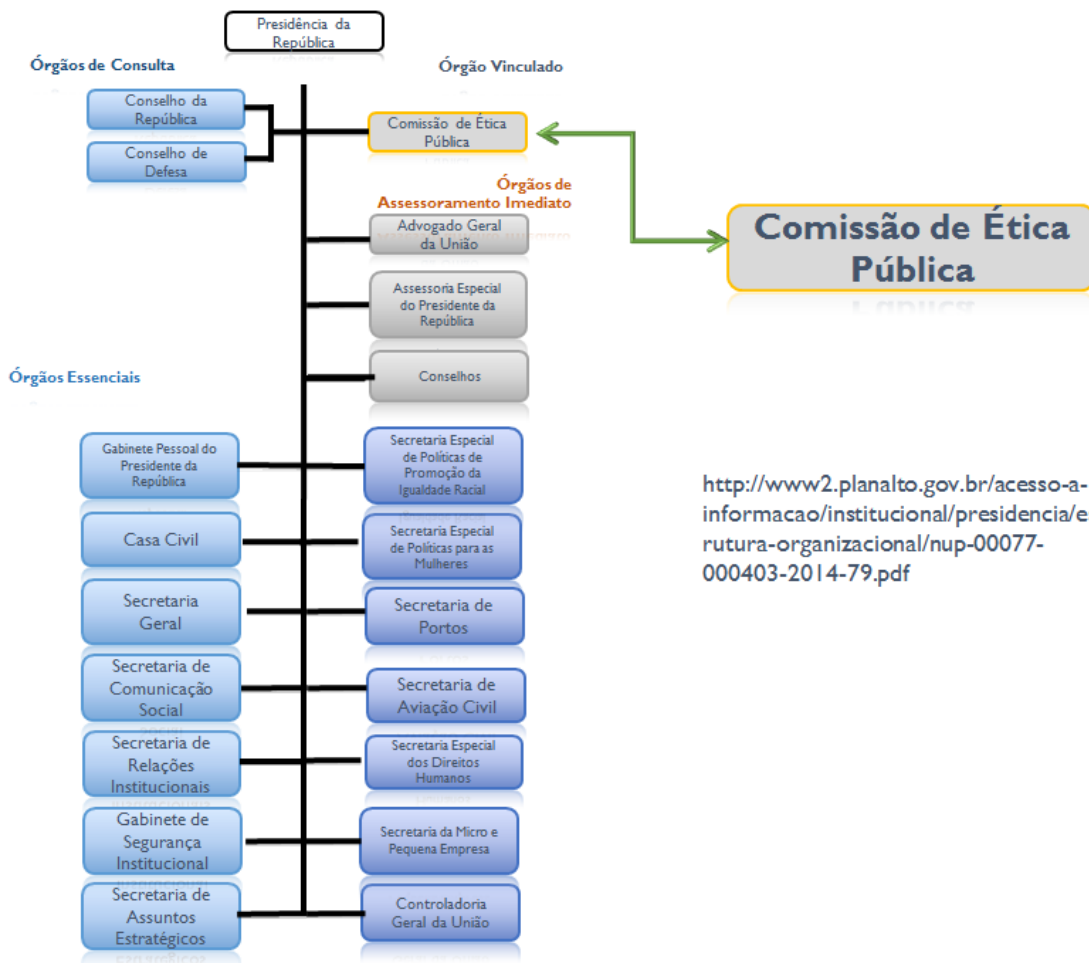 Presidência da
República
Órgãos de Consulta
Órgão Vinculado
Conselho da
República
Conselho de
Defesa
Comissão de Ética
Pública
Comissão de Ética
Pública
Órgãos de
Assessoramento Imediato
Advogado Geral
da União
Assessoria Especial
do Presidente da
República
Conselhos
Órgãos Essenciais
Gabinete Pessoal do
Presidente da
República
Secretaria Especial
de Políticas de
Promoção da
Igualdade Racial
Casa Civil
Secretaria Especial
de Políticas para as
Mulheres
Secretaria
Geral
Secretaria de
Portos
Secretaria de
Comunicação
Social
Secretaria de
Aviação Civil
Secretaria de
Relações
Institucionais
Secretaria Especial
dos Direitos
Humanos
Gabinete de
Segurança
Institucional
Secretaria da Micro e
Pequena Empresa
Secretaria de
Assuntos
Estratégicos
Controladoria
Geral da União
http://www2.planalto.gov.br/acesso-a-
informacao/institucional/presidencia/e
rutura-organizacional/nup-00077-
000403-2014-79.pdf